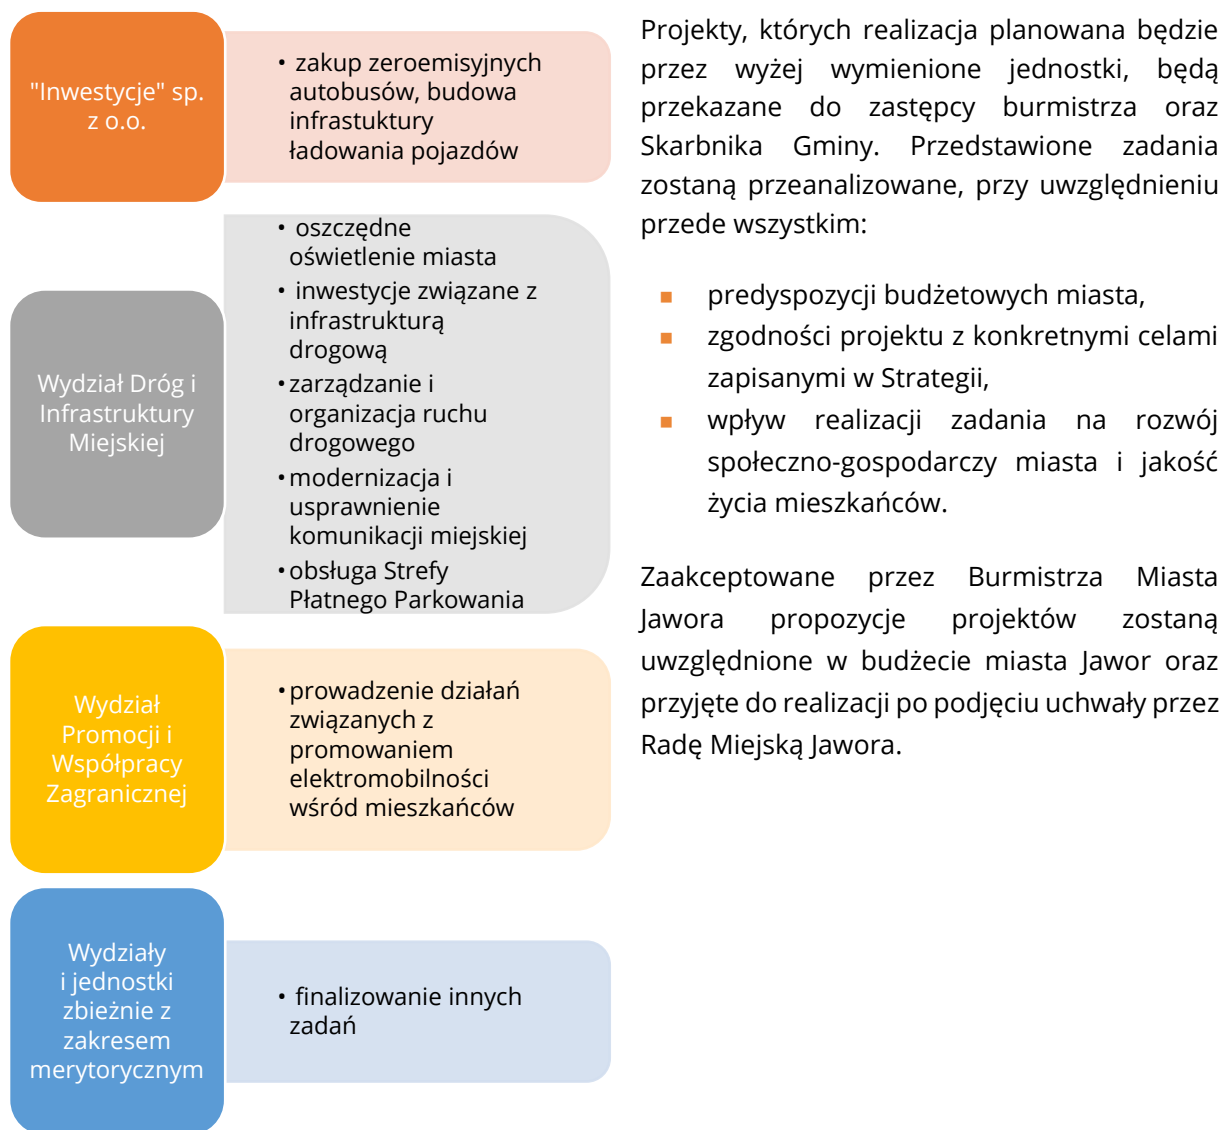 "Inwestycje" sp.
z o.o.
• zakup zeroemisyjnych
autobusów, budowa
infrastuktury
ładowania pojazdów
Wydział Dróg i
Infrastruktury
Miejskiej
• oszczędne
oświetlenie miasta
• inwestycje związane z
infrastrukturą
drogową
•zarządzanie i
organizacja ruchu
drogowego
•modernizacja i
usprawnienie
komunikacji miejskiej
•obsługa Strefy
Płatnego Parkowania
Wydział
Promocji i
Współpracy
Zagranicznej
•prowadzenie działań
związanych z
promowaniem
elektromobilności
wśród mieszkańców
Wydziały
i jednostki
zbieżnie z
zakresem
merytorycznym
• finalizowanie innych
zadań
Projekty, których realizacja planowana będzie
przez wyżej wymienione jednostki, będą
przekazane do zastępcy burmistrza oraz
Skarbnika Gminy. Przedstawione zadania
zostaną przeanalizowane, przy uwzględnieniu
przede wszystkim:
▪ predyspozycji budżetowych miasta,
▪ zgodności projektu z konkretnymi celami
zapisanymi w Strategii,
▪ wpływ realizacji zadania na rozwój
społeczno-gospodarczy miasta i jakość
życia mieszkańców.
Zaakceptowane przez Burmistrza Miasta
Jawora propozycje projektów zostaną
uwzględnione w budżecie miasta Jawor oraz
przyjęte do realizacji po podjęciu uchwały przez
Radę Miejską Jawora.